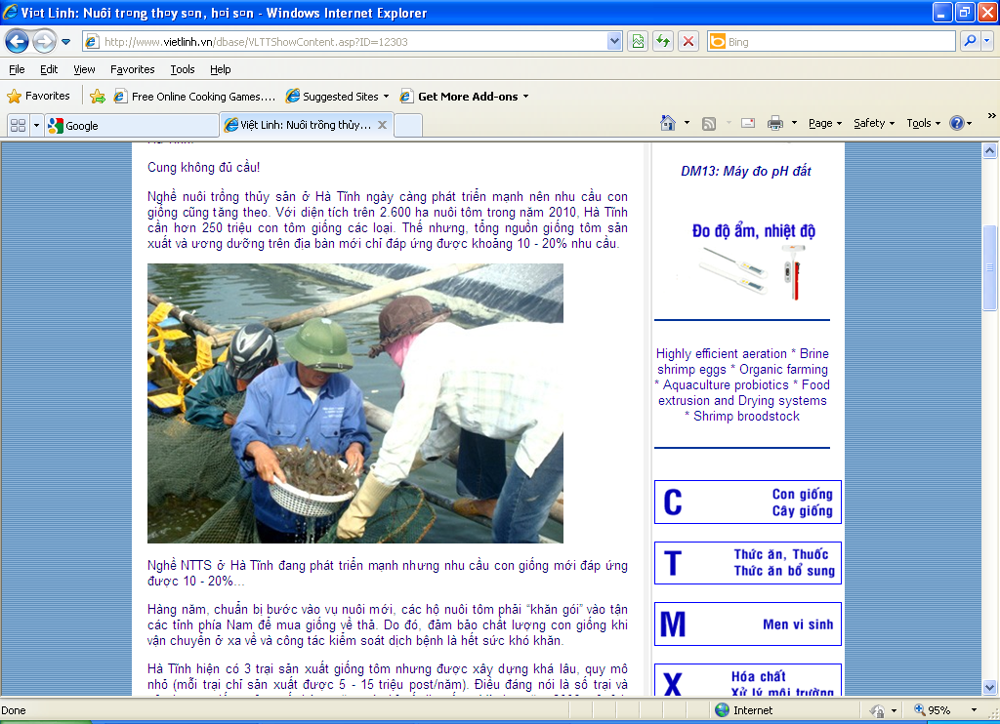 Việt Linh: Nuôi trồng thủy sản, hải sản - Windows Internet Explorer
http://www.vietlinh.vn/dbase/VLTTShowContent.asp?ID=12303
Bing
File Edit View Favorites Tools Help
Favorites Free Online Cooking Games.... Suggested Sites Get More Add-ons
Google Việt Linh: Nuôi trồng thủy... Page Safety Tools
Cung không đủ cầu!
Nghề nuôi trồng thủy sản ở Hà Tĩnh ngày càng phát triển mạnh nên nhu cầu con
giống cũng tăng theo. Với diện tích trên 2.600 ha nuôi tôm trong năm 2010, Hà Tĩnh
cần hơn 250 triệu con tôm giống các loại. Thế nhưng, tổng nguồn giống tôm sản
xuất và ương dưỡng trên địa bàn mới chỉ đáp ứng được khoảng 10 - 20% nhu cầu.
Nghề NTTS ở Hà Tĩnh đang phát triển mạnh nhưng nhu cầu con giống mới đáp ứng
được 10 - 20%...
Hàng năm, chuẩn bị bước vào vụ nuôi mới, các hộ nuôi tôm phải “khăn gói” vào tận
các tỉnh phía Nam để mua giống về thả. Do đó, đảm bảo chất lượng con giống khi
vận chuyển ở xa về và công tác kiểm soát dịch bệnh là hết sức khó khăn.
Hà Tĩnh hiện có 3 trại sản xuất giống tôm nhưng được xây dựng khá lâu, quy mô
nhỏ (mỗi trại chỉ sản xuất được 5 - 15 triệu post/năm). Điều đáng nói là số trại và
DM13: Máy đo pH đất
Đo độ ẩm, nhiệt độ
Highly efficient aeration * Brine
shrimp eggs * Organic farming
* Aquaculture probiotics * Food
extrusion and Drying systems
* Shrimp broodstock
C Con giống
Cây giống
T Thức ăn, Thuốc
Thức ăn bổ sung
M Men vi sinh
X Hóa chất
Xử lý môi trường
Done Internet 95%